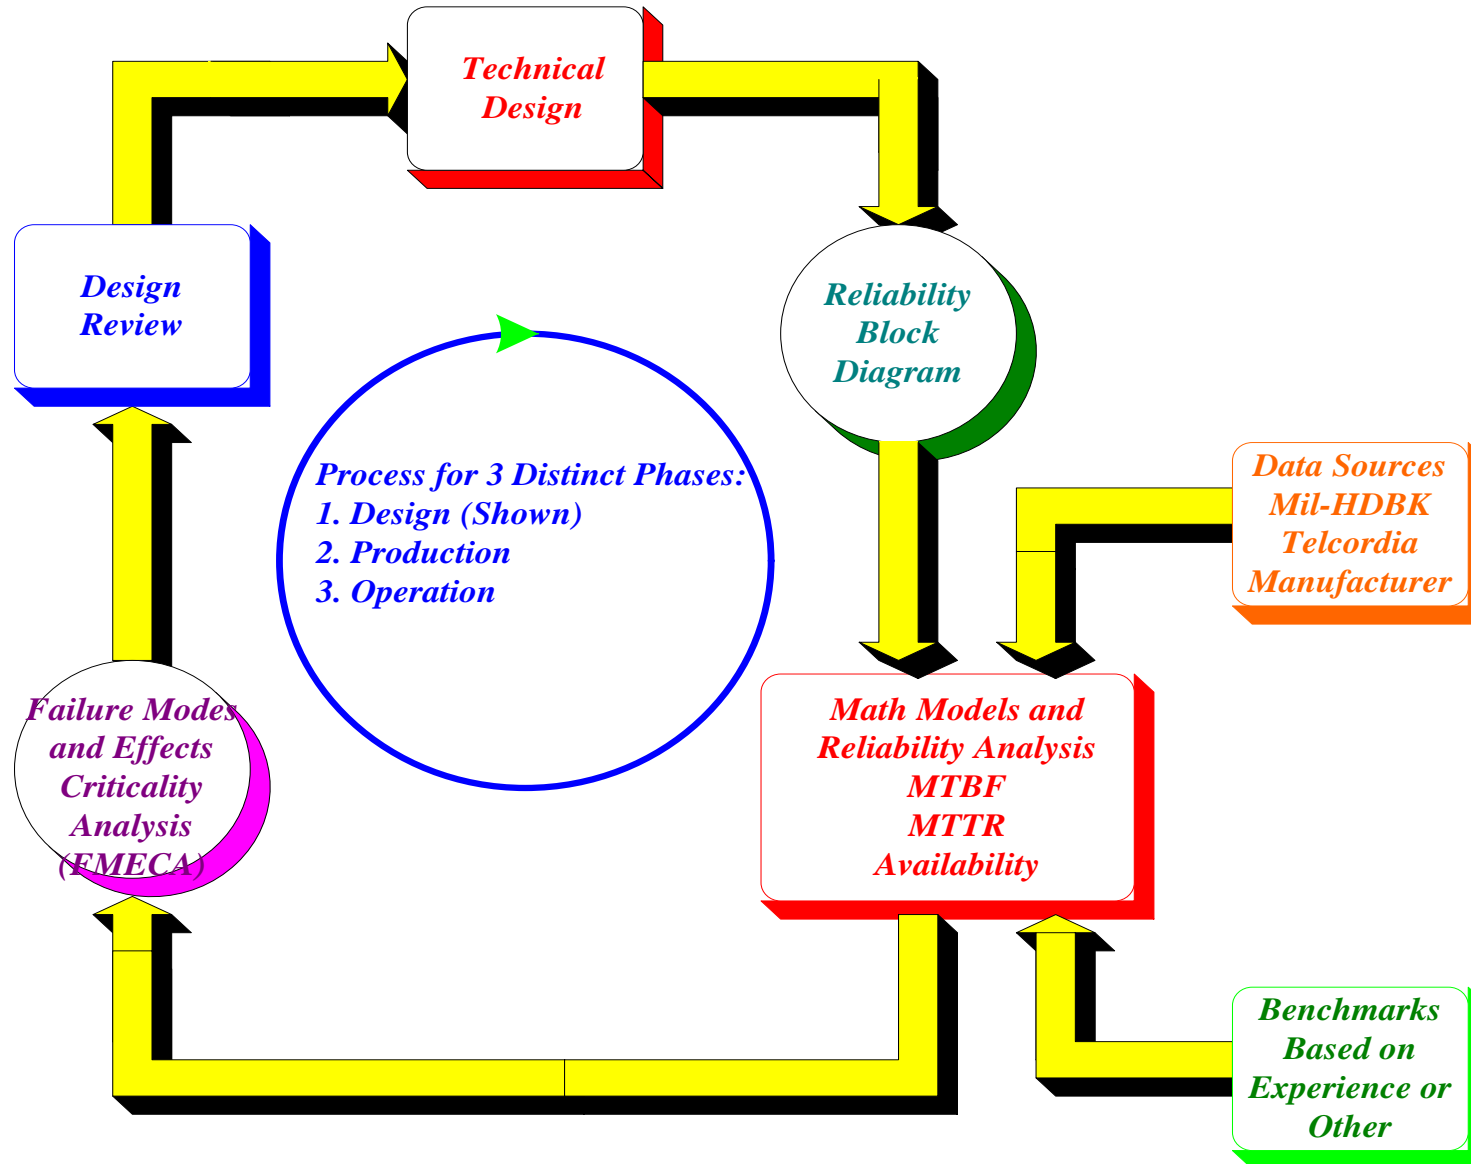 Technical
Design
Design
Review
Reliability
Block
Diagram
Process for 3 Distinct Phases:
1. Design (Shown)
2. Production
3. Operation
Data Sources
Mil-HDBK
Telcordia
Manufacturer
Failure Modes
and Effects
Criticality
Analysis
(FMECA)
Math Models and
Reliability Analysis
MTBF
MTTR
Availability
Benchmarks
Based on
Experience or
Other